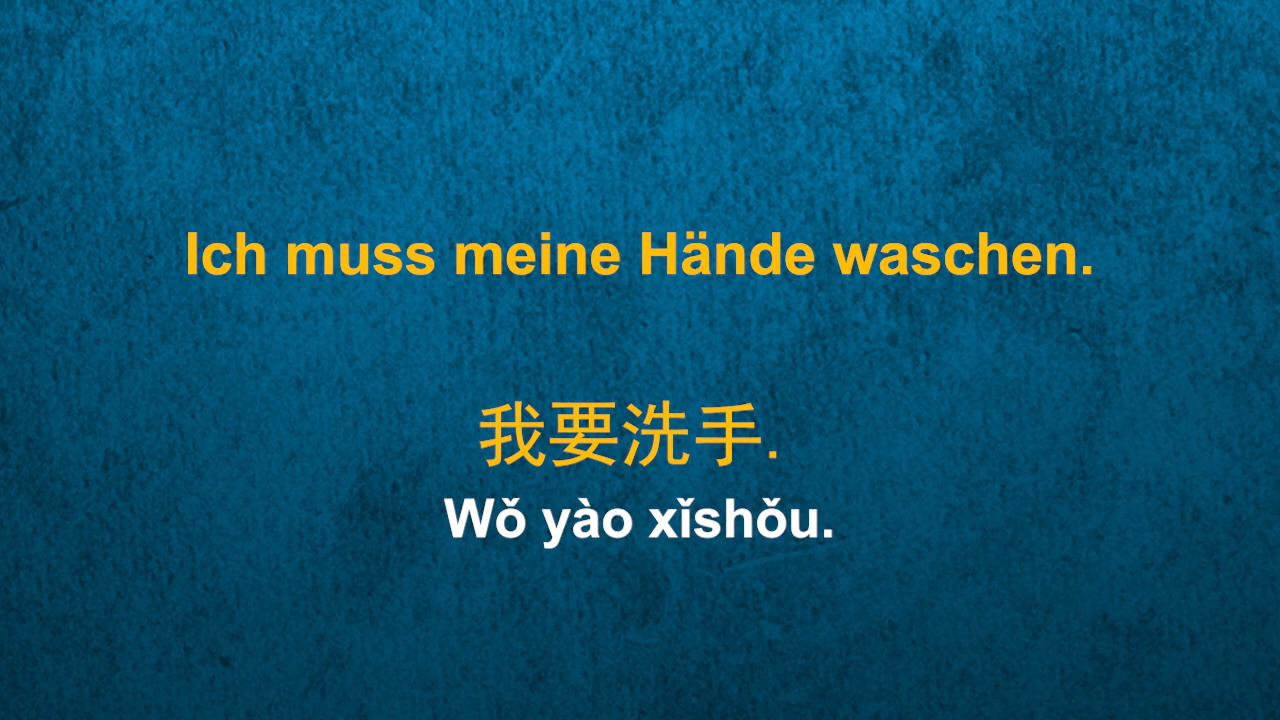 Ich muss meine Hände waschen.
我要洗手.
Wǒ yào xǐshǒu.